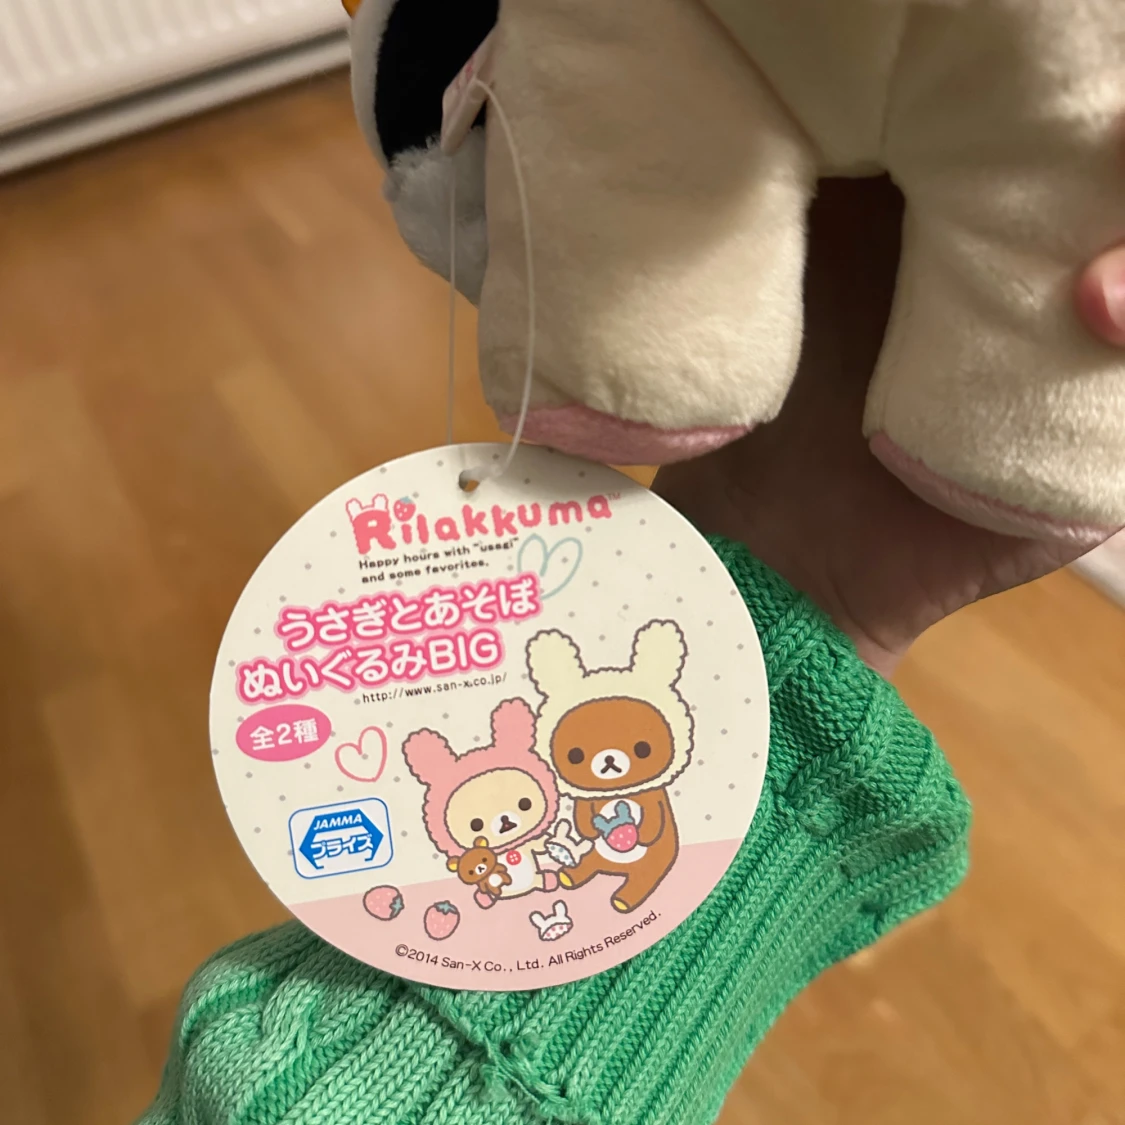 Rilakkuma™
Happy hours with "usagi"
and some favorites.
うさぎとあそぼ
ぬいぐるみBIG
http://www.san-x.co.jp/
全2種
JAMMA
プライズ
©2014 San-X Co., Ltd. All Rights Reserved.